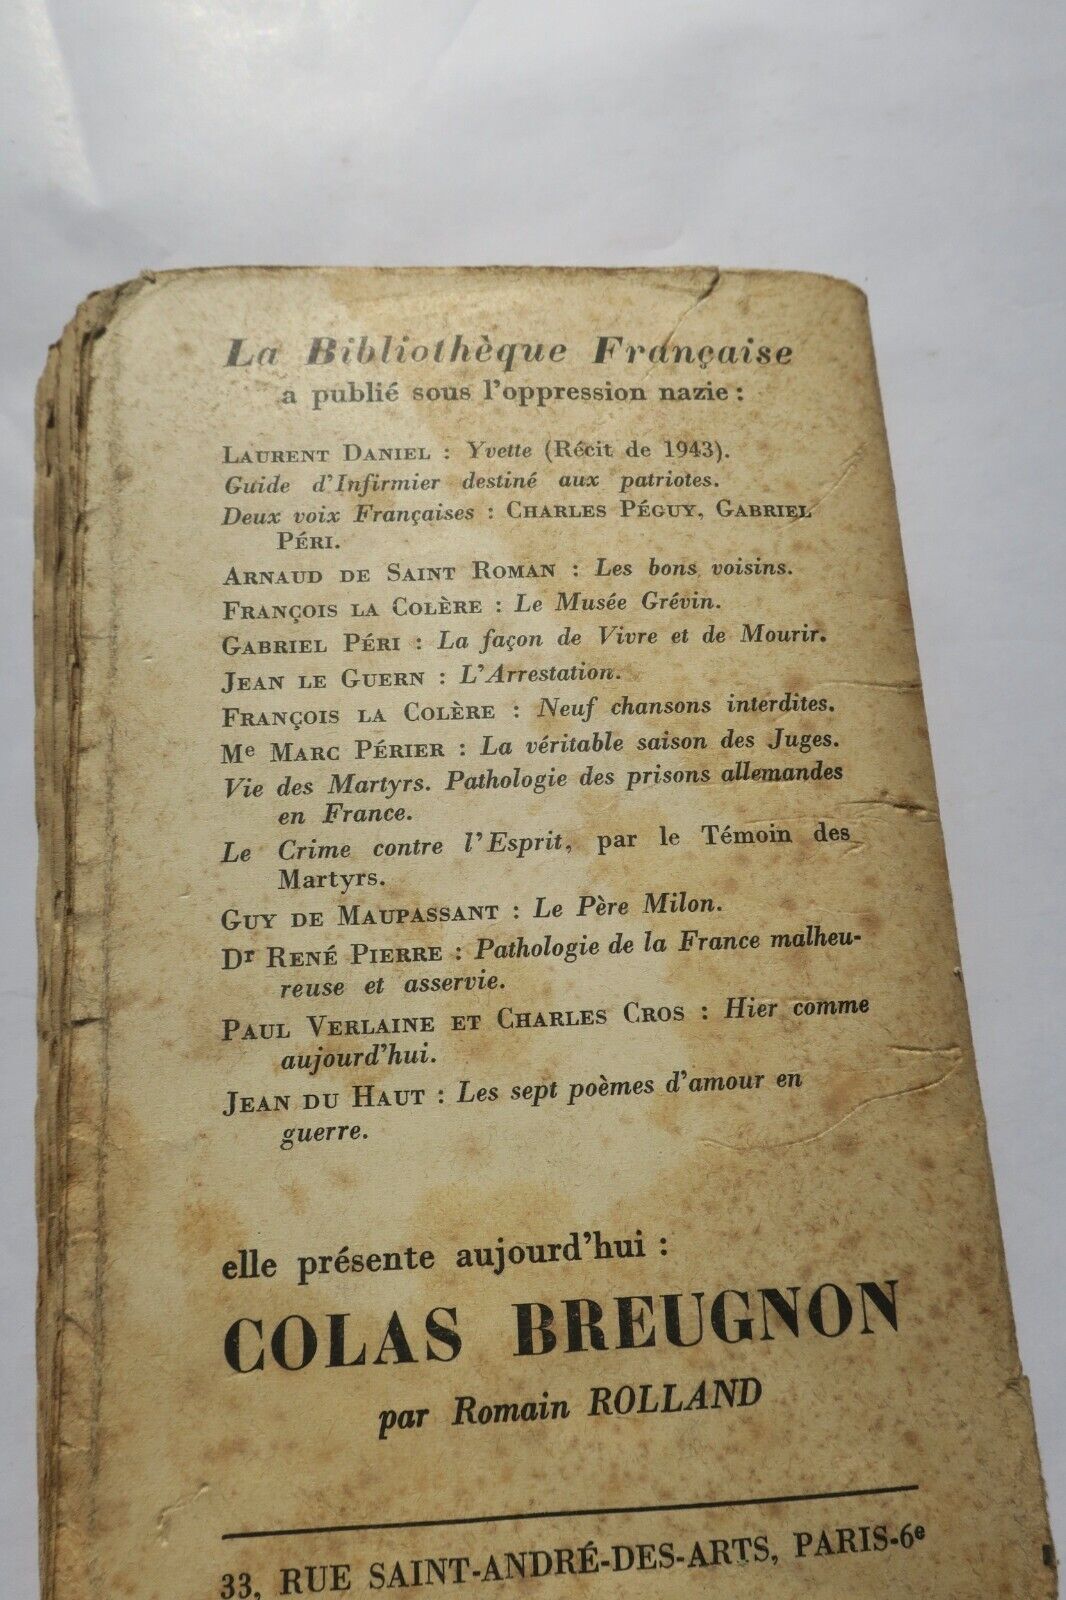 La Bibliothèque Française
a publié sous l'oppression nazie :
LAURENT DANIEL : Yvette (Récit de 1943).
Guide d'Infirmier destiné aux patriotes.
Deux voix Françaises : CHARLES PÉGUY, GABRIEL
PÉRI.
ARNAUD DE SAINT ROMAN : Les bons voisins.
FRANÇOIS LA COLÈRE : Le Musée Grévin.
GABRIEL PÉRI : La façon de Vivre et de Mourir.
JEAN LE GUERN : L'Arrestation.
FRANÇOIS LA COLÈRE : Neuf chansons interdites.
Me MARC PÉRIER : La véritable saison des Juges.
Vie des Martyrs. Pathologie des prisons allemandes
en France.
Le Crime contre l'Esprit, par le Témoin des
Martyrs.
GUY DE MAUPASSANT : Le Père Milon.
Dr RENÉ PIERRE : Pathologie de la France malheu-
reuse et asservie.
PAUL VERLAINE ET CHARLES CROS : Hier comme
aujourd'hui.
JEAN DU HAUT : Les sept poèmes d'amour en
guerre.
elle présente aujourd'hui :
COLAS BREUGNON
par Romain ROLLAND
33, RUE SAINT-ANDRÉ-DES-ARTS, PARIS-6e